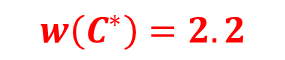 w(C*) = 2.2